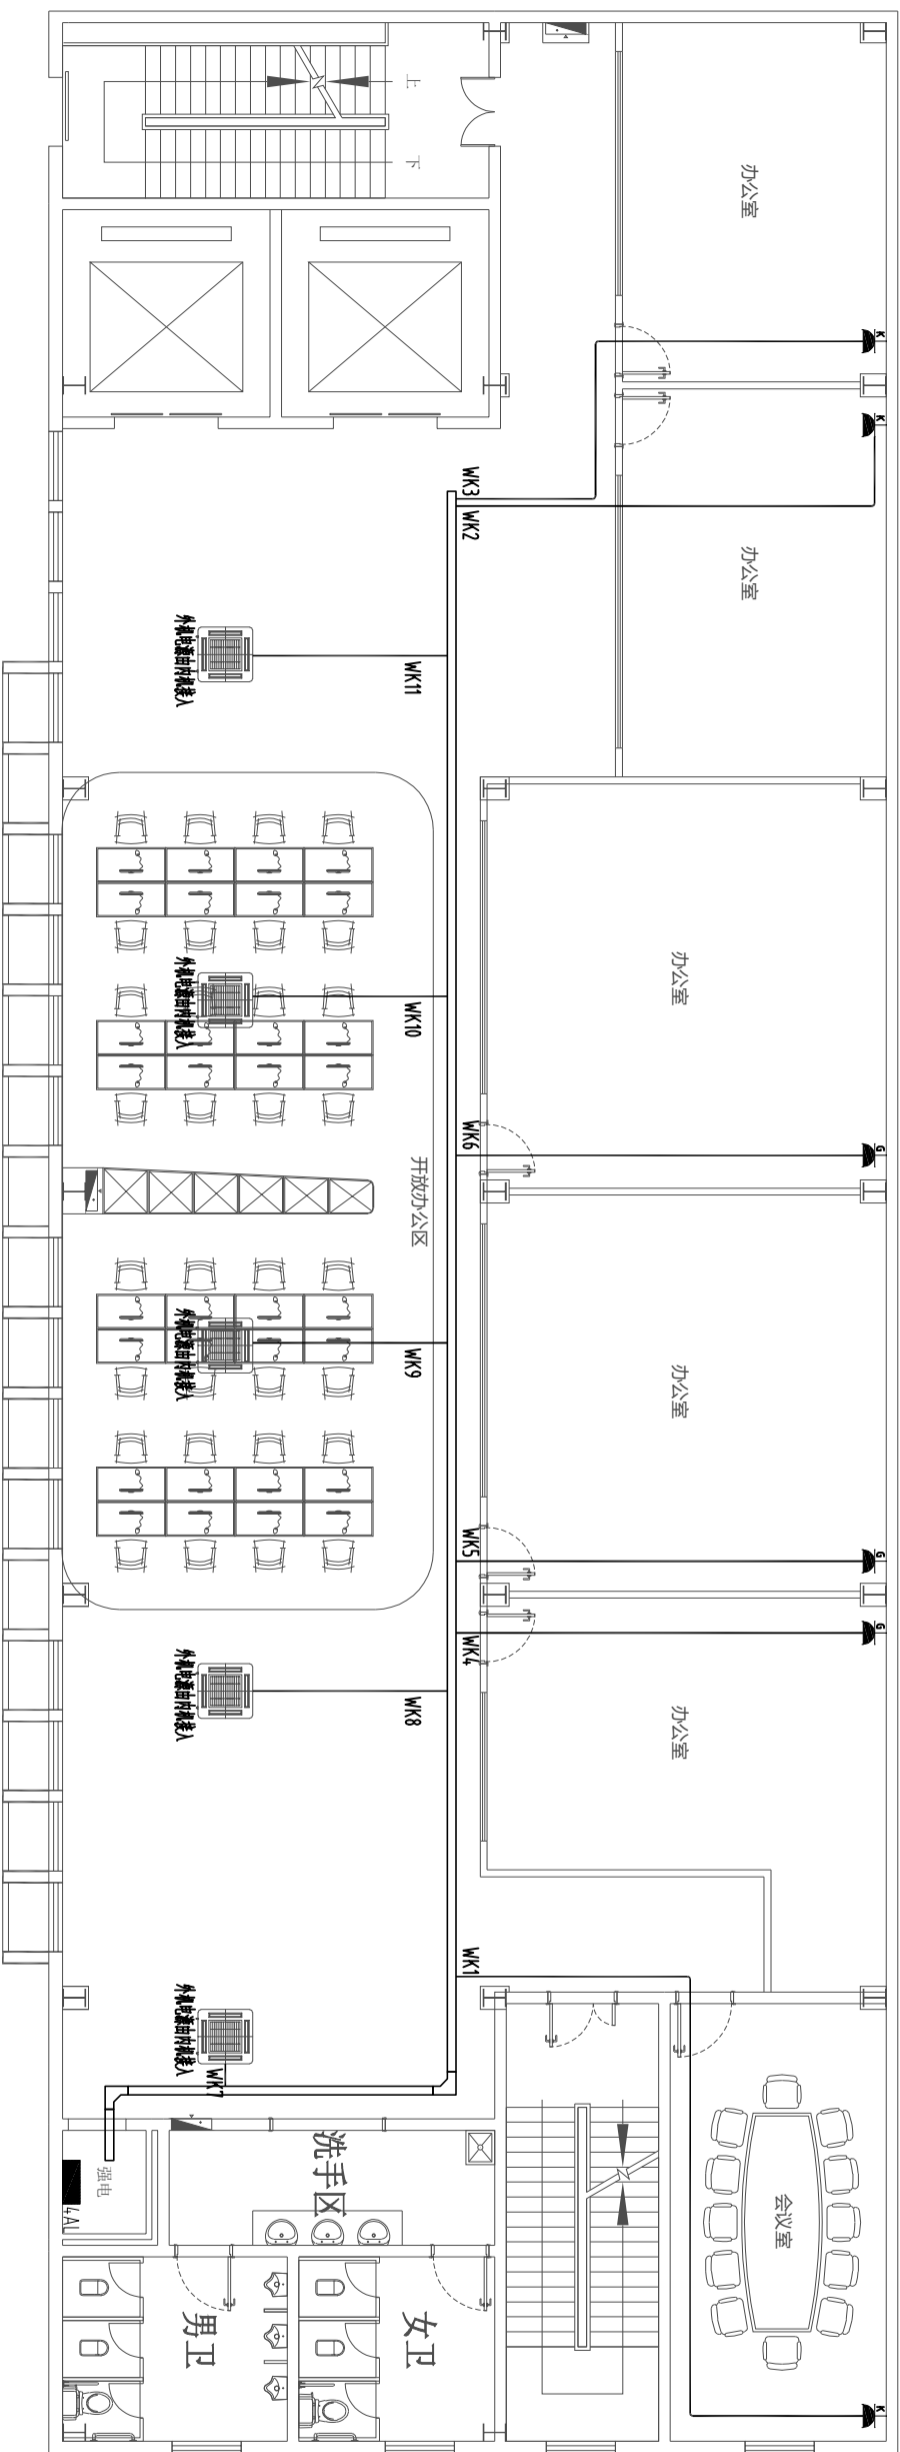 上
下
办公室
K
K
WK3
WK2
办公室
外机电源由内机接入
WK11
办公室
外机电源由内机接入
WK10
WK6
G
开放办公区
外机电源由内机接入
WK9
办公室
WK5
G
WK4
G
外机电源由内机接入
WK8
办公室
WK1
外机电源由内机接入
WK7
强电
4AL
洗手区
会议室
男卫
女卫
K